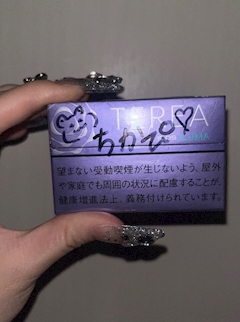 TEREA
ちかぴ♡
望まない受動喫煙が生じないよう、屋外
や家庭でも周囲の状況に配慮することが、
健康増進法上、義務付けられています。